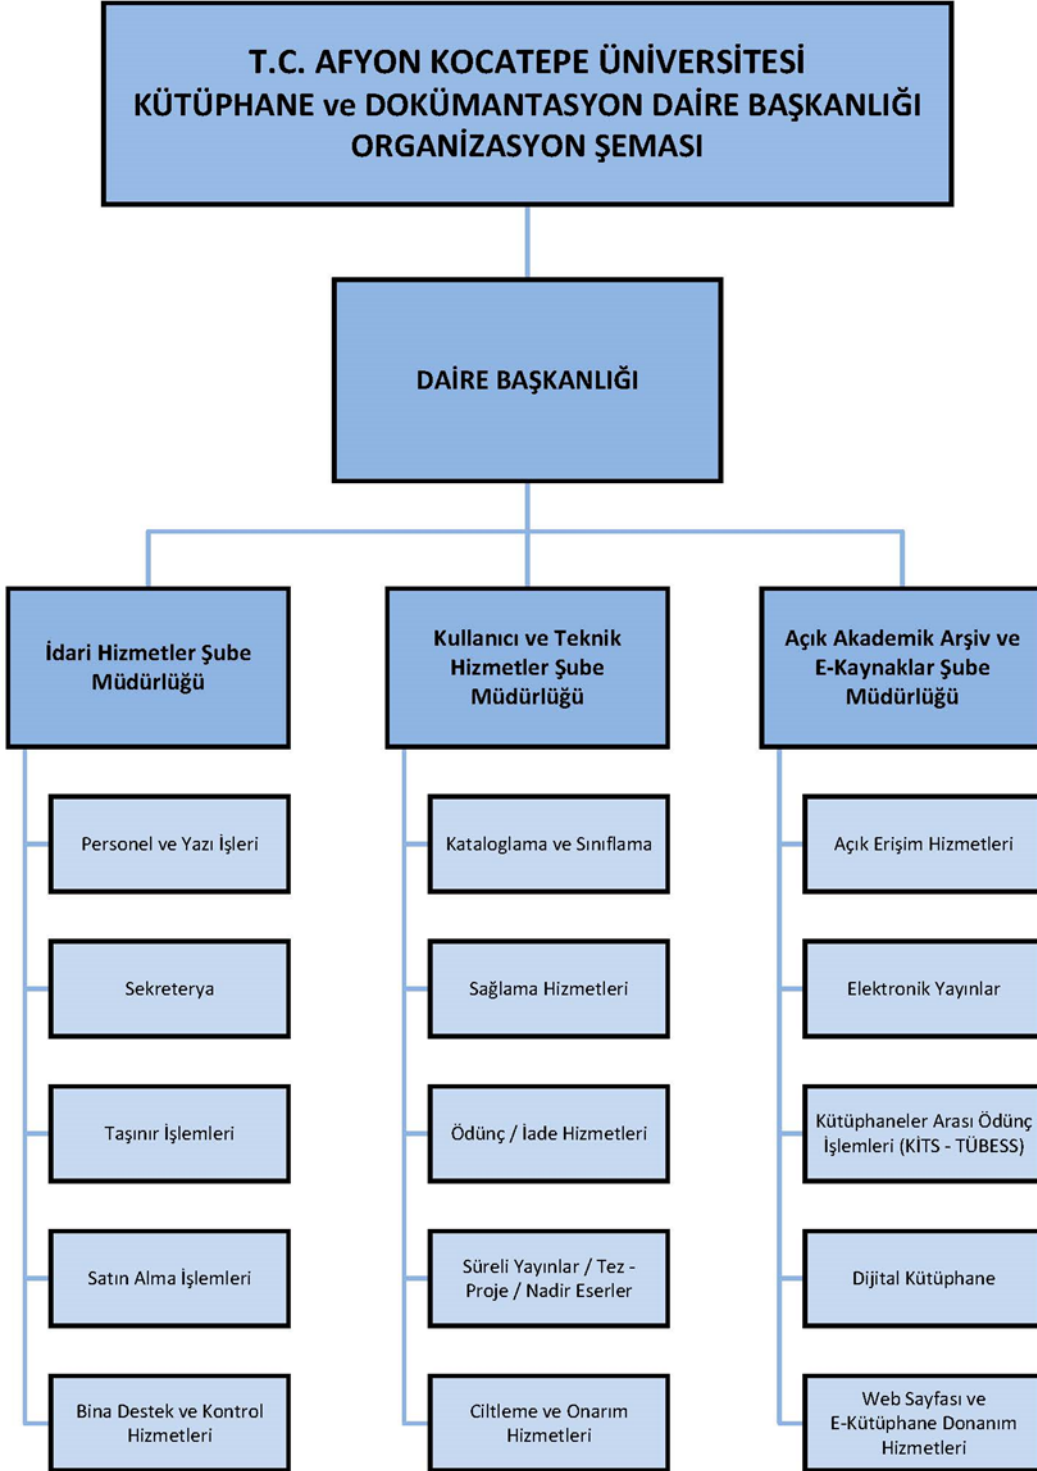 T.C. AFYON KOCATEPE ÜNİVERSİTESİ
KÜTÜPHANE ve DOKÜMANTASYON DAİRE BAŞKANLIĞI
ORGANİZASYON ŞEMASI
DAİRE BAŞKANLIĞI
İdari Hizmetler Şube
Müdürlüğü
Personel ve Yazı İşleri
Sekreterya
Taşınır İşlemleri
Satın Alma İşlemleri
Bina Destek ve Kontrol
Hizmetleri
Kullanıcı ve Teknik
Hizmetler Şube
Müdürlüğü
Kataloglama ve Sınıflama
Sağlama Hizmetleri
Ödünç / İade Hizmetleri
Süreli Yayınlar / Tez -
Proje / Nadir Eserler
Ciltleme ve Onarım
Hizmetleri
Açık Akademik Arşiv ve
E-Kaynaklar Şube
Müdürlüğü
Açık Erişim Hizmetleri
Elektronik Yayınlar
Kütüphaneler Arası Ödünç
İşlemleri (KİTS - TÜBESS)
Dijital Kütüphane
Web Sayfası ve
E-Kütüphane Donanım
Hizmetleri